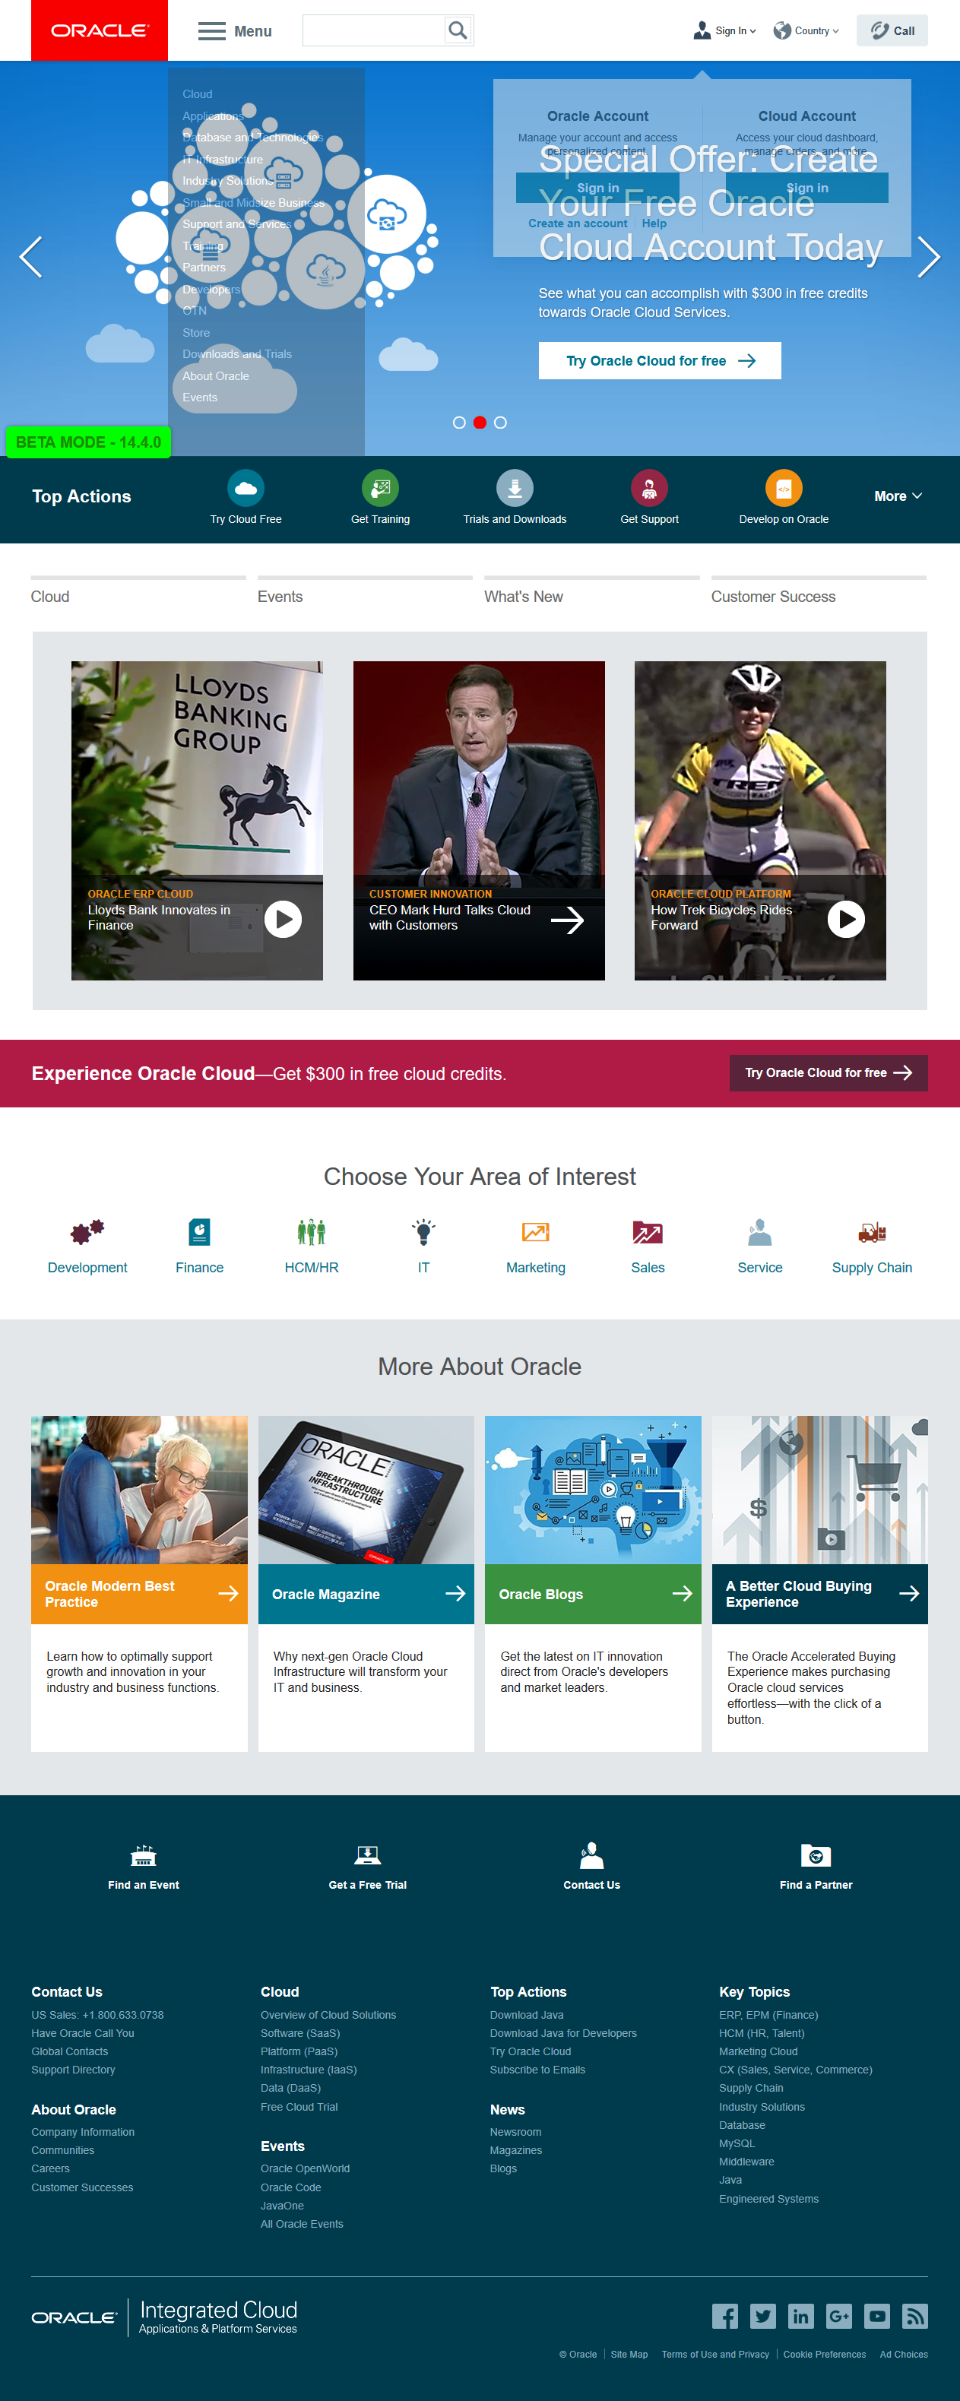 ORACLE
Menu
Sign In
Country
Call
Cloud
Applications
Database and Technologies
IT Infrastructure
Industry Solutions
Small and Midsize Business
Support and Services
Training
Partners
Developers
OTN
Store
Downloads and Trials
About Oracle
Events
Oracle Account
Manage your account and access
personalized content.
Sign in
Create an account
Help
Cloud Account
Access your cloud dashboard,
manage orders, and more.
Sign in
Special Offer: Create
Your Free Oracle
Cloud Account Today
See what you can accomplish with $300 in free credits
towards Oracle Cloud Services.
Try Oracle Cloud for free
BETA MODE - 14.4.0
Top Actions
Try Cloud Free
Get Training
Trials and Downloads
Get Support
Develop on Oracle
More
Cloud
Events
What's New
Customer Success
LLOYDS
BANKING
GROUP
ORACLE ERP CLOUD
Lloyds Bank Innovates in
Finance
CUSTOMER INNOVATION
CEO Mark Hurd Talks Cloud
with Customers
TREK
ORACLE CLOUD PLATFORM
How Trek Bicycles Rides
Forward
Experience Oracle Cloud—Get $300 in free cloud credits.
Try Oracle Cloud for free
Choose Your Area of Interest
Development
Finance
HCM/HR
IT
Marketing
Sales
Service
Supply Chain
More About Oracle
ORACLE
BREAKTHROUGH
INFRASTRUCTURE
$
Oracle Modern Best
Practice
Learn how to optimally support
growth and innovation in your
industry and business functions.
Oracle Magazine
Why next-gen Oracle Cloud
Infrastructure will transform your
IT and business.
Oracle Blogs
Get the latest on IT innovation
direct from Oracle's developers
and market leaders.
A Better Cloud Buying
Experience
The Oracle Accelerated Buying
Experience makes purchasing
Oracle cloud services
effortless—with the click of a
button.
Find an Event
Get a Free Trial
Contact Us
Find a Partner
Contact Us
US Sales: +1.800.633.0738
Have Oracle Call You
Global Contacts
Support Directory
About Oracle
Company Information
Communities
Careers
Customer Successes
Cloud
Overview of Cloud Solutions
Software (SaaS)
Platform (PaaS)
Infrastructure (IaaS)
Data (DaaS)
Free Cloud Trial
Events
Oracle OpenWorld
Oracle Code
JavaOne
All Oracle Events
Top Actions
Download Java
Download Java for Developers
Try Oracle Cloud
Subscribe to Emails
News
Newsroom
Magazines
Blogs
Key Topics
ERP, EPM (Finance)
HCM (HR, Talent)
Marketing Cloud
CX (Sales, Service, Commerce)
Supply Chain
Industry Solutions
Database
MySQL
Middleware
Java
Engineered Systems
ORACLE
Integrated Cloud
Applications & Platform Services
© Oracle
Site Map
Terms of Use and Privacy
Cookie Preferences
Ad Choices